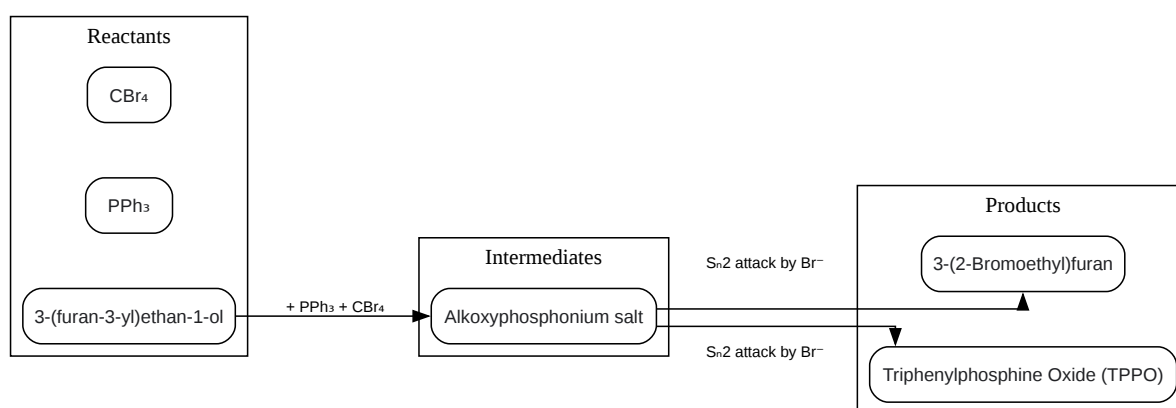 Reactants
CBr₄
PPh₃
3-(furan-3-yl)ethan-1-ol
+ PPh₃ + CBr₄
Intermediates
Alkoxyphosphonium salt
Sₙ2 attack by Br⁻
Sₙ2 attack by Br⁻
Products
3-(2-Bromoethyl)furan
Triphenylphosphine Oxide (TPPO)